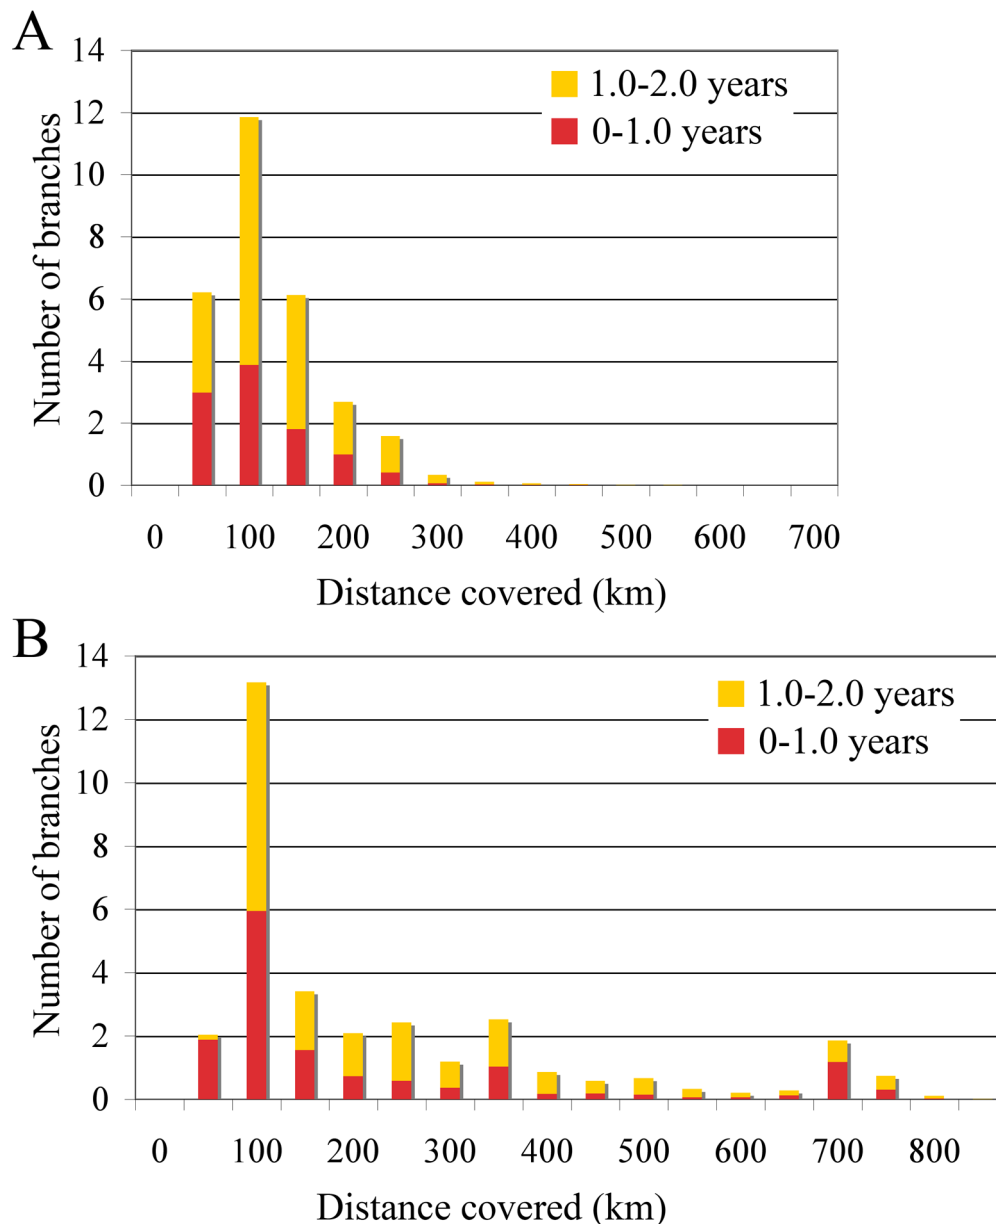 A
14
12
10
8
6
4
2
0
Number of branches
1.0-2.0 years
0-1.0 years
0 100 200 300 400 500 600 700
Distance covered (km)
B
14
12
10
8
6
4
2
0
Number of branches
1.0-2.0 years
0-1.0 years
0 100 200 300 400 500 600 700 800
Distance covered (km)